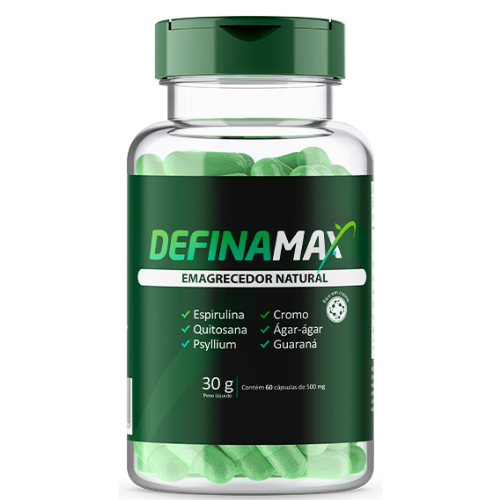 DEFINAMAX
EMAGRECEDOR NATURAL
Espirulina
Quitosana
Psyllium
Cromo
Ágar-ágar
Guaraná
30 g
Peso Líquido
Contém 60 cápsulas de 500 mg